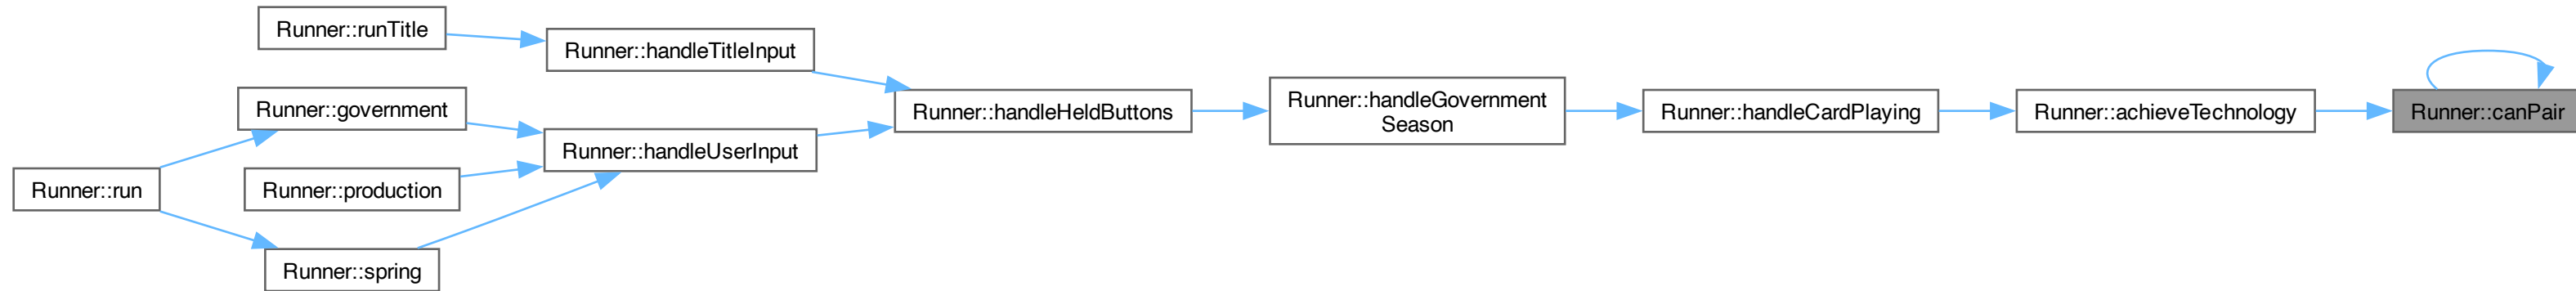 Runner::runTitle
Runner::handleTitleInput
Runner::government
Runner::handleHeldButtons
Runner::handleGovernment
Season
Runner::handleCardPlaying
Runner::achieveTechnology
Runner::canPair
Runner::handleUserInput
Runner::run
Runner::production
Runner::spring